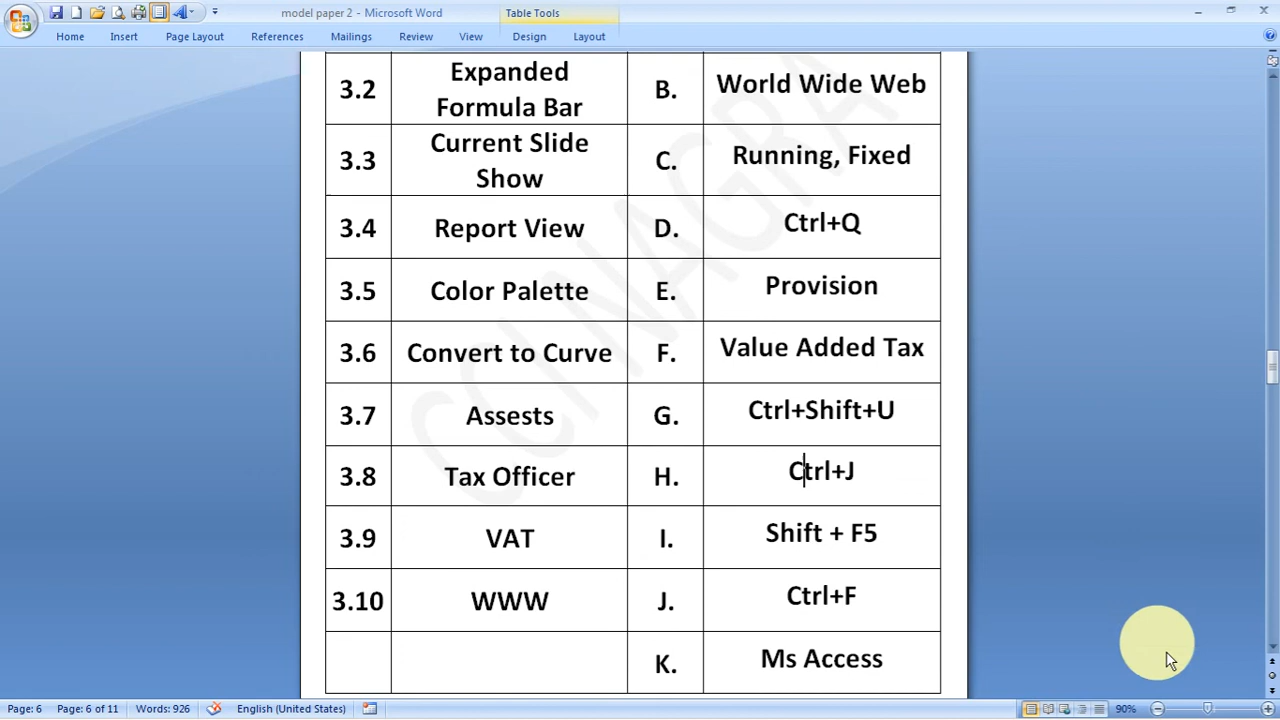 model paper 2 - Microsoft Word
Table Tools
Home Insert Page Layout References Mailings Review View Design Layout
3.2 Expanded Formula Bar B. World Wide Web
3.3 Current Slide Show C. Running, Fixed
3.4 Report View D. Ctrl+Q
3.5 Color Palette E. Provision
3.6 Convert to Curve F. Value Added Tax
3.7 Assests G. Ctrl+Shift+U
3.8 Tax Officer H. Ctrl+J
3.9 VAT I. Shift + F5
3.10 WWW J. Ctrl+F
K. Ms Access
CCI NAGRA
Page: 6 Page: 6 of 11 Words: 926 English (United States) 90%